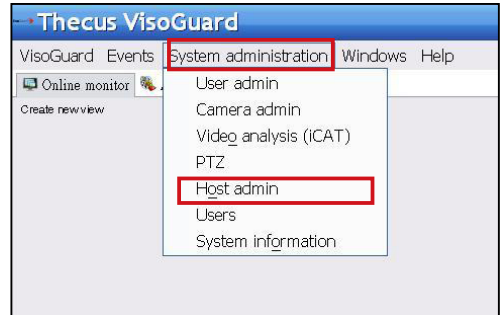 Thecus VisoGuard
VisoGuard Events System administration Windows Help
Online monitor
Create new view
User admin
Camera admin
Video analysis (iCAT)
PTZ
Host admin
Users
System information